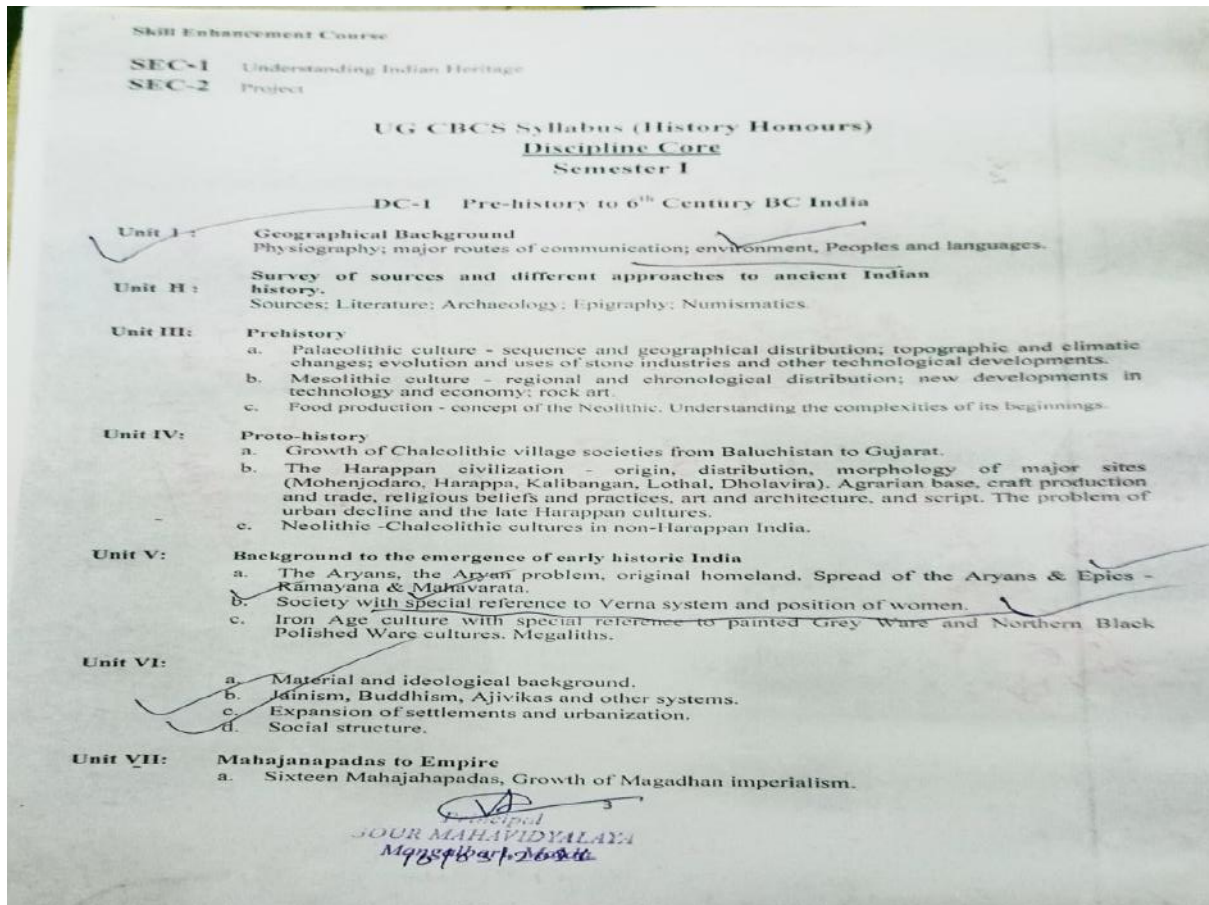 Skill Enhancement Course
SEC-1 Understanding Indian Heritage
SEC-2 Project
UG CBCS Syllabus (History Honours)
Discipline Core
Semester I
DC-1 Pre-history to 6th Century BC India
Unit I : Geographical Background
Physiography; major routes of communication; environment, Peoples and languages.
Survey of sources and different approaches to ancient Indian
Unit II : history.
Sources; Literature; Archaeology; Epigraphy; Numismatics.
Unit III: Prehistory
a. Palaeolithic culture - sequence and geographical distribution; topographic and climatic
changes; evolution and uses of stone industries and other technological developments.
b. Mesolithic culture - regional and chronological distribution; new developments in
technology and economy; rock art.
c. Food production - concept of the Neolithic. Understanding the complexities of its beginnings.
Unit IV: Proto-history
a. Growth of Chalcolithic village societies from Baluchistan to Gujarat.
b. The Harappan civilization - origin, distribution, morphology of major sites
(Mohenjodaro, Harappa, Kalibangan, Lothal, Dholavira). Agrarian base, craft production
and trade, religious beliefs and practices, art and architecture, and script. The problem of
urban decline and the late Harappan cultures.
c. Neolithic -Chalcolithic cultures in non-Harappan India.
Unit V: Background to the emergence of early historic India
a. The Aryans, the Aryan problem, original homeland. Spread of the Aryans & Epics -
Ramayana & Mahavarata.
b. Society with special reference to Verna system and position of women.
c. Iron Age culture with special reference to painted Grey Ware and Northern Black
Polished Ware cultures. Megaliths.
Unit VI:
a. Material and ideological background.
b. Jainism, Buddhism, Ajivikas and other systems.
c. Expansion of settlements and urbanization.
d. Social structure.
Unit VII: Mahajanapadas to Empire
a. Sixteen Mahajahapadas, Growth of Magadhan imperialism.
3
Principal
GOUR MAHAVIDYALAYA
Mangalbari, Malda